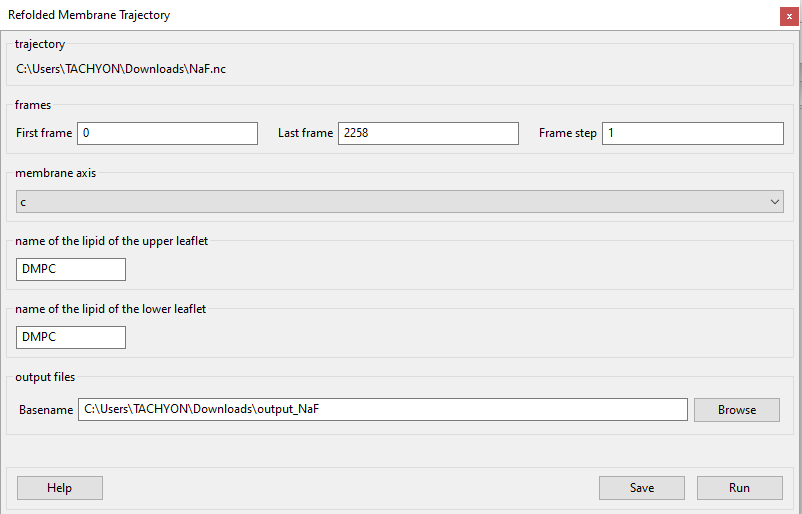 Refolded Membrane Trajectory
x
trajectory
C:\Users\TACHYON\Downloads\NaF.nc
frames
First frame 0 Last frame 2258 Frame step 1
membrane axis
c
name of the lipid of the upper leaflet
DMPC
name of the lipid of the lower leaflet
DMPC
output files
Basename C:\Users\TACHYON\Downloads\output_NaF Browse
Help Save Run